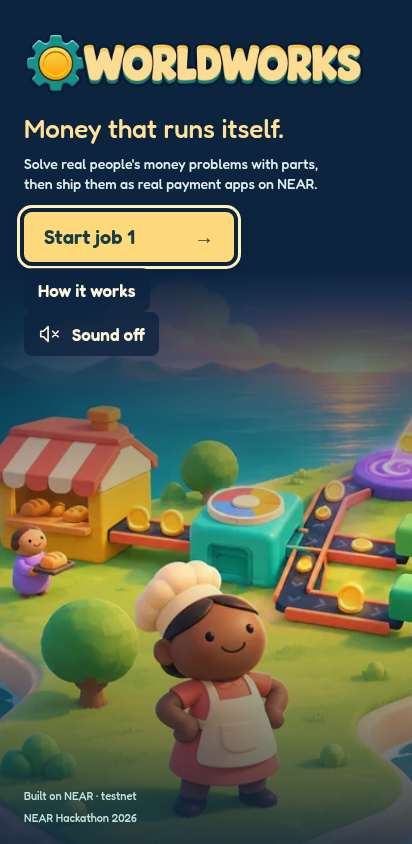 WORLDWORKS
Money that runs itself.
Solve real people's money problems with parts,
then ship them as real payment apps on NEAR.
Start job 1 →
How it works
Sound off
Built on NEAR · testnet
NEAR Hackathon 2026